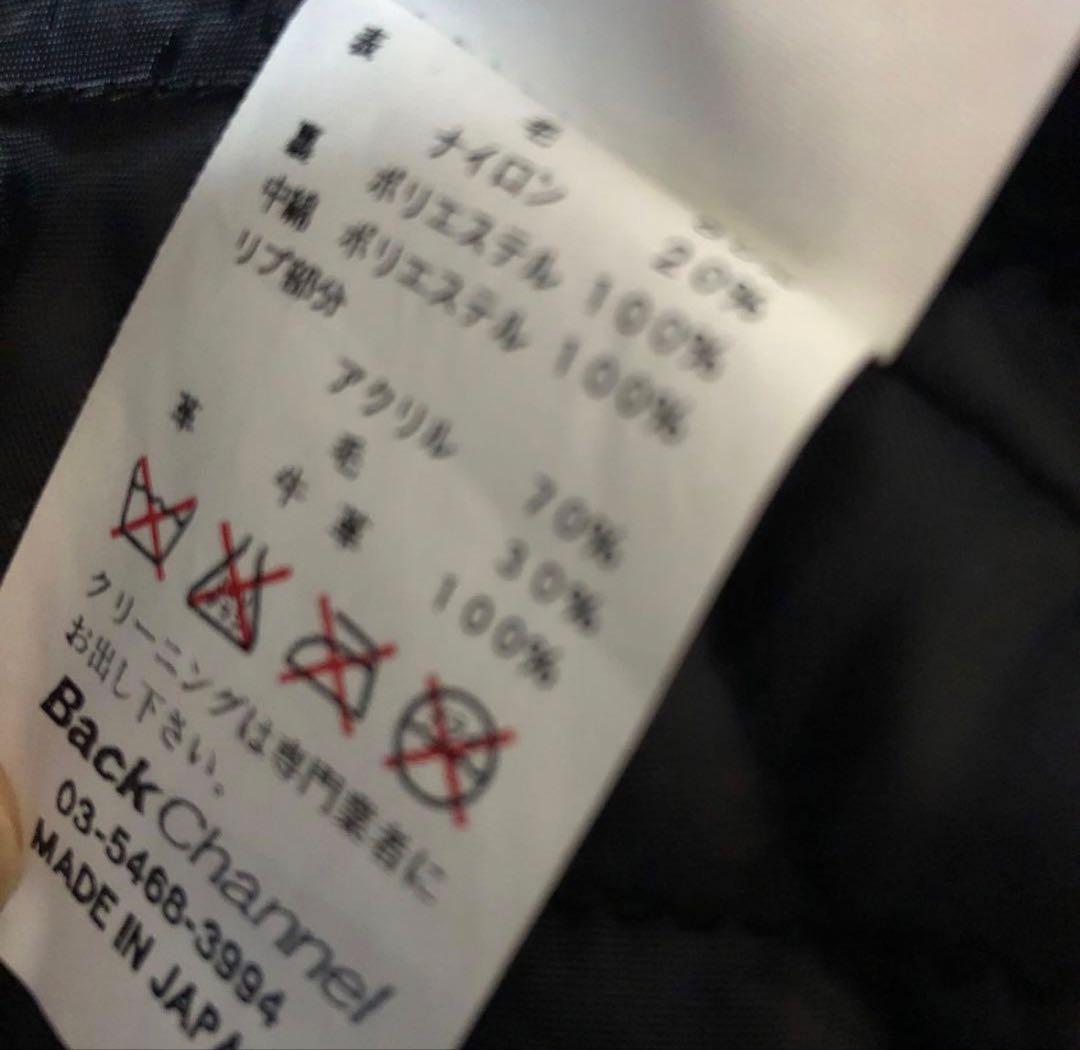 表
毛
ナイロン 20%
裏 ポリエステル 100%
中綿 ポリエステル 100%
リブ部分
アクリル 70%
毛 30%
革 牛革 100%
クリーニングは専門業者に
お出し下さい。
BackChannel
03-5468-3994
MADE IN JAPA